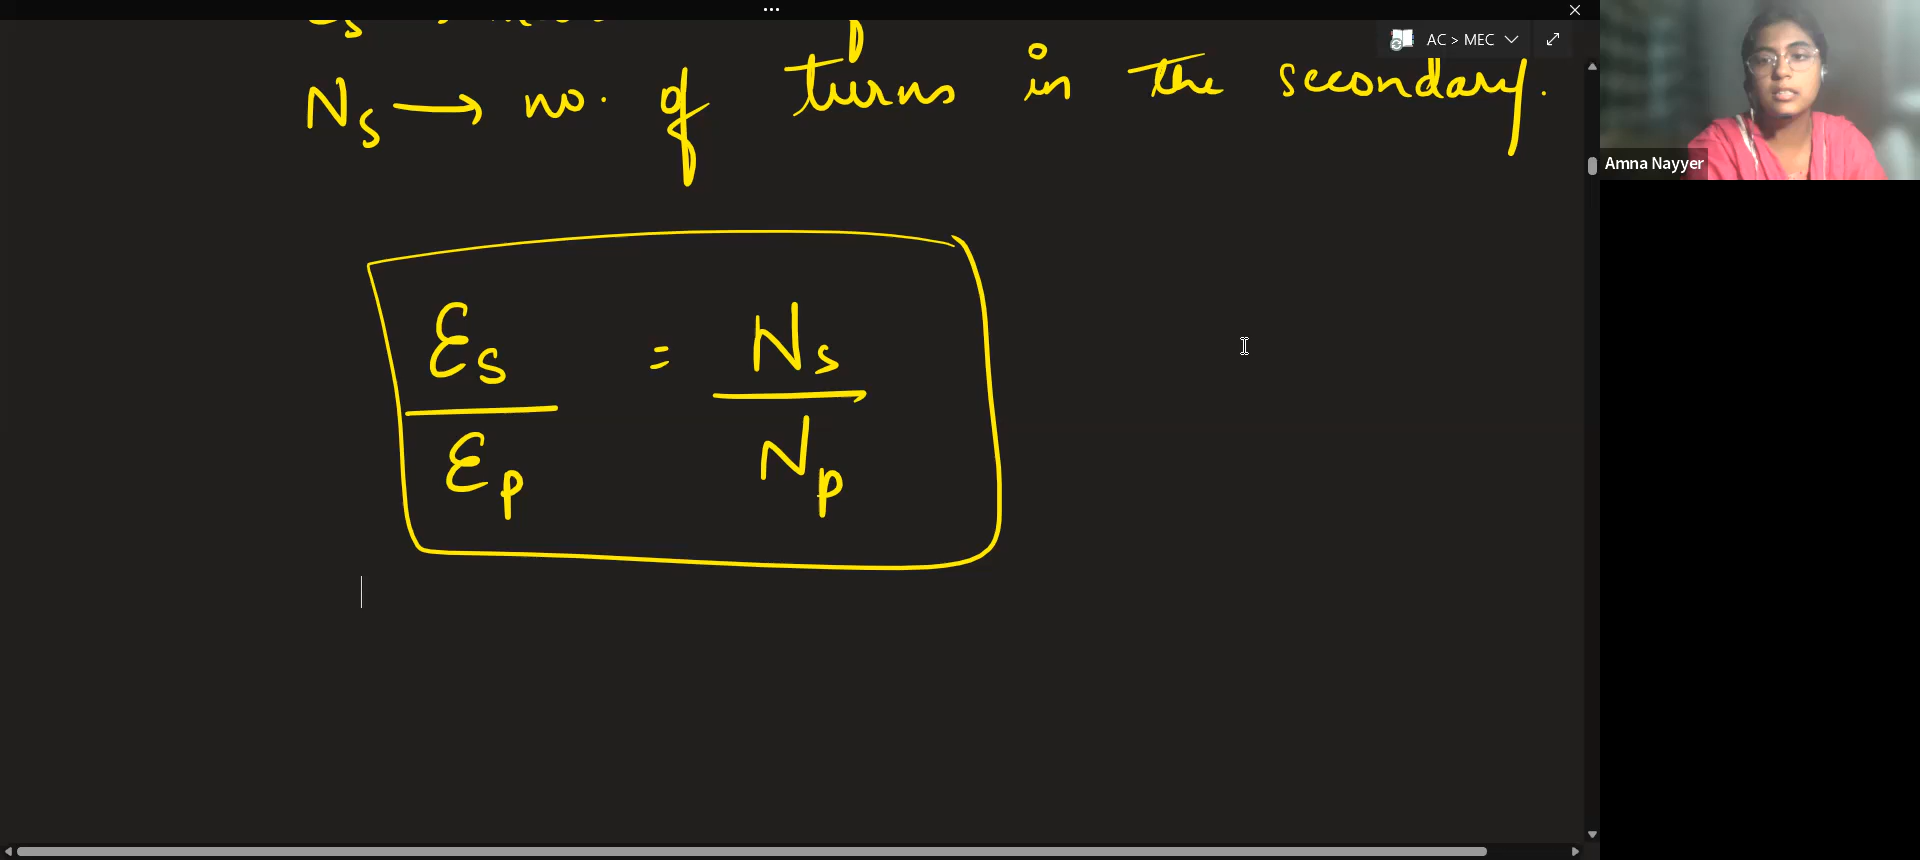 AC > MEC
Ns → no. of turns in the secondary.
Amna Nayyer
Es = Ns
Ep Np